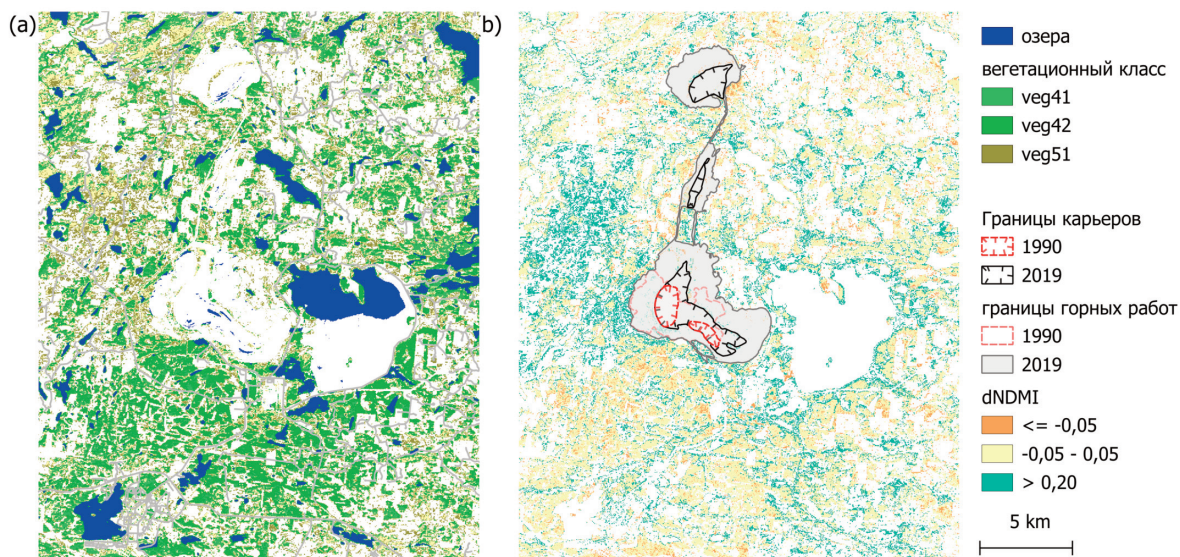 (a)
b)
озера
вегетационный класс
veg41
veg42
veg51
Границы карьеров
1990
2019
границы горных работ
1990
2019
dNDMI
<= -0,05
-0,05 - 0,05
> 0,20
5 km